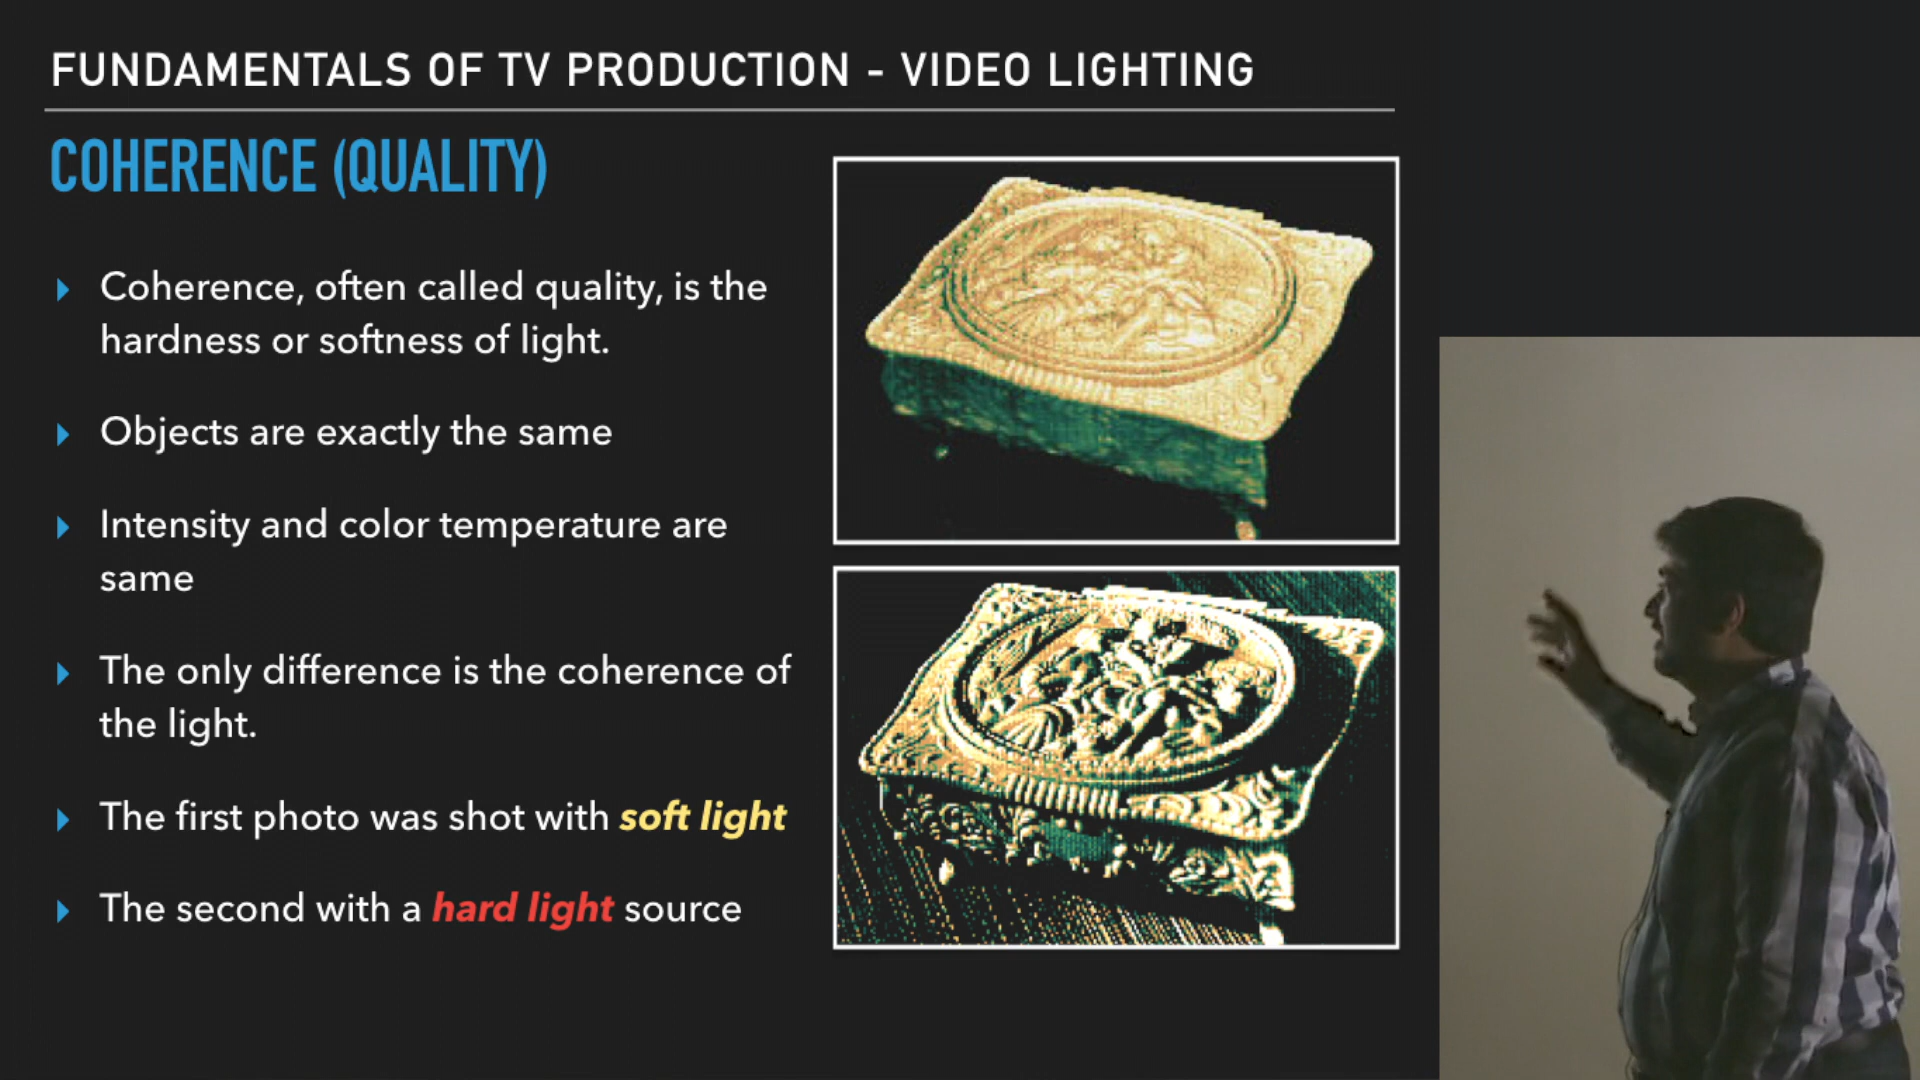 FUNDAMENTALS OF TV PRODUCTION - VIDEO LIGHTING
COHERENCE (QUALITY)
Coherence, often called quality, is the
hardness or softness of light.
Objects are exactly the same
Intensity and color temperature are
same
The only difference is the coherence of
the light.
The first photo was shot with soft light
The second with a hard light source